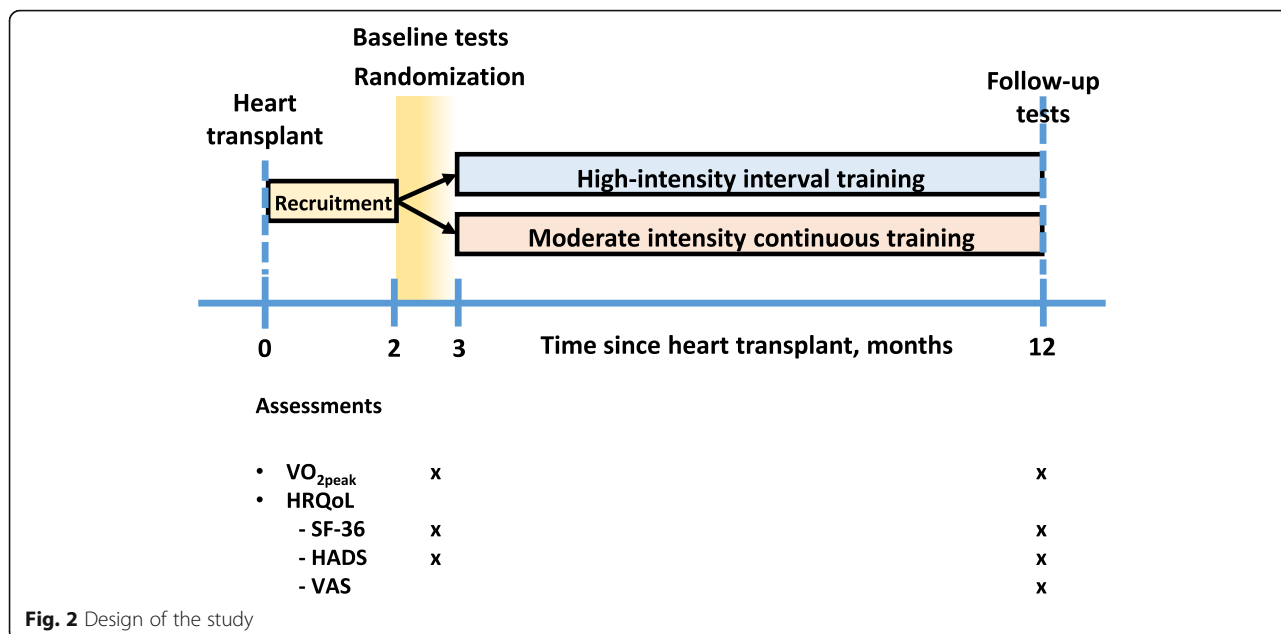 Baseline tests
Randomization
Heart
transplant
Follow-up
tests
Recruitment
High-intensity interval training
Moderate intensity continuous training
0 2 3 Time since heart transplant, months 12
Assessments
• VO2peak x x
• HRQoL
- SF-36 x x
- HADS x x
- VAS x
Fig. 2 Design of the study